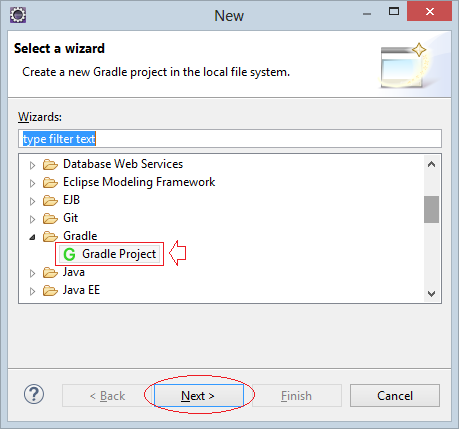 New
Select a wizard
Create a new Gradle project in the local file system.
Wizards:
type filter text
Database Web Services
Eclipse Modeling Framework
EJB
Git
Gradle
G Gradle Project
Java
Java EE
? < Back Next > Finish Cancel